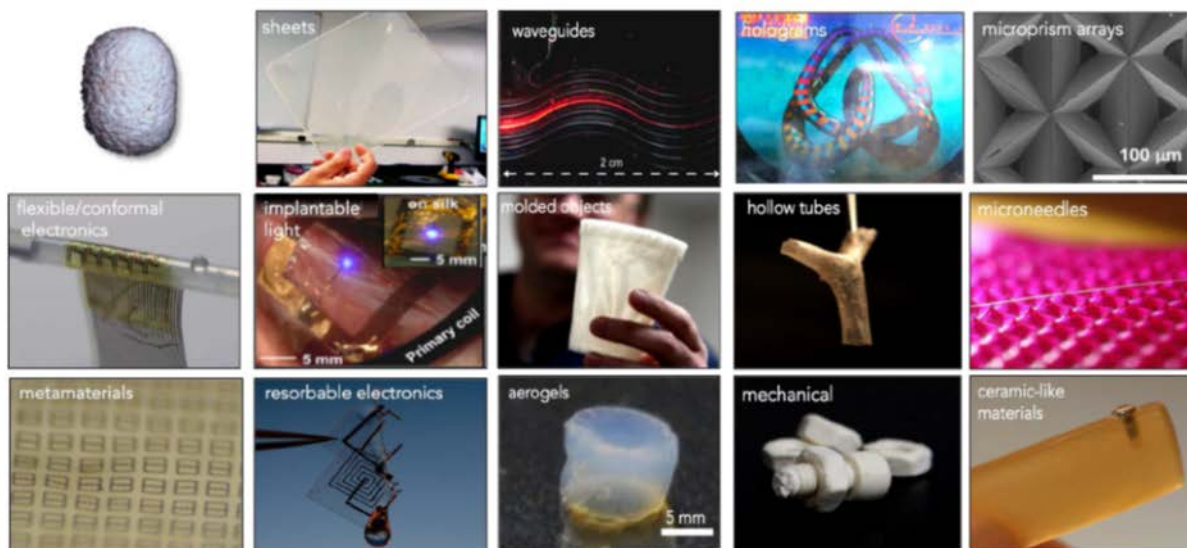 sheets
waveguides
2 cm
holograms
microprism arrays
100 µm
flexible/conformal
electronics
implantable
light
on silk
5 mm
5 mm
Primary coil
molded objects
hollow tubes
microneedles
metamaterials
resorbable electronics
aerogels
5 mm
mechanical
ceramic-like
materials